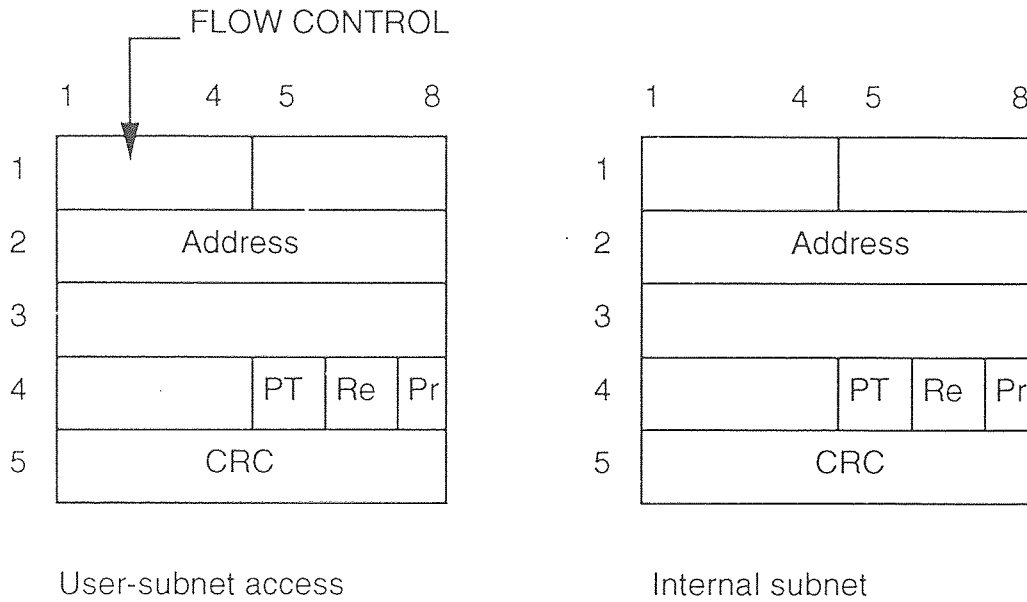 FLOW CONTROL
1 4 5 8
1
2 Address
3
4 PT Re Pr
5 CRC
User-subnet access
1 4 5 8
1
2 Address
3
4 PT Re Pr
5 CRC
Internal subnet